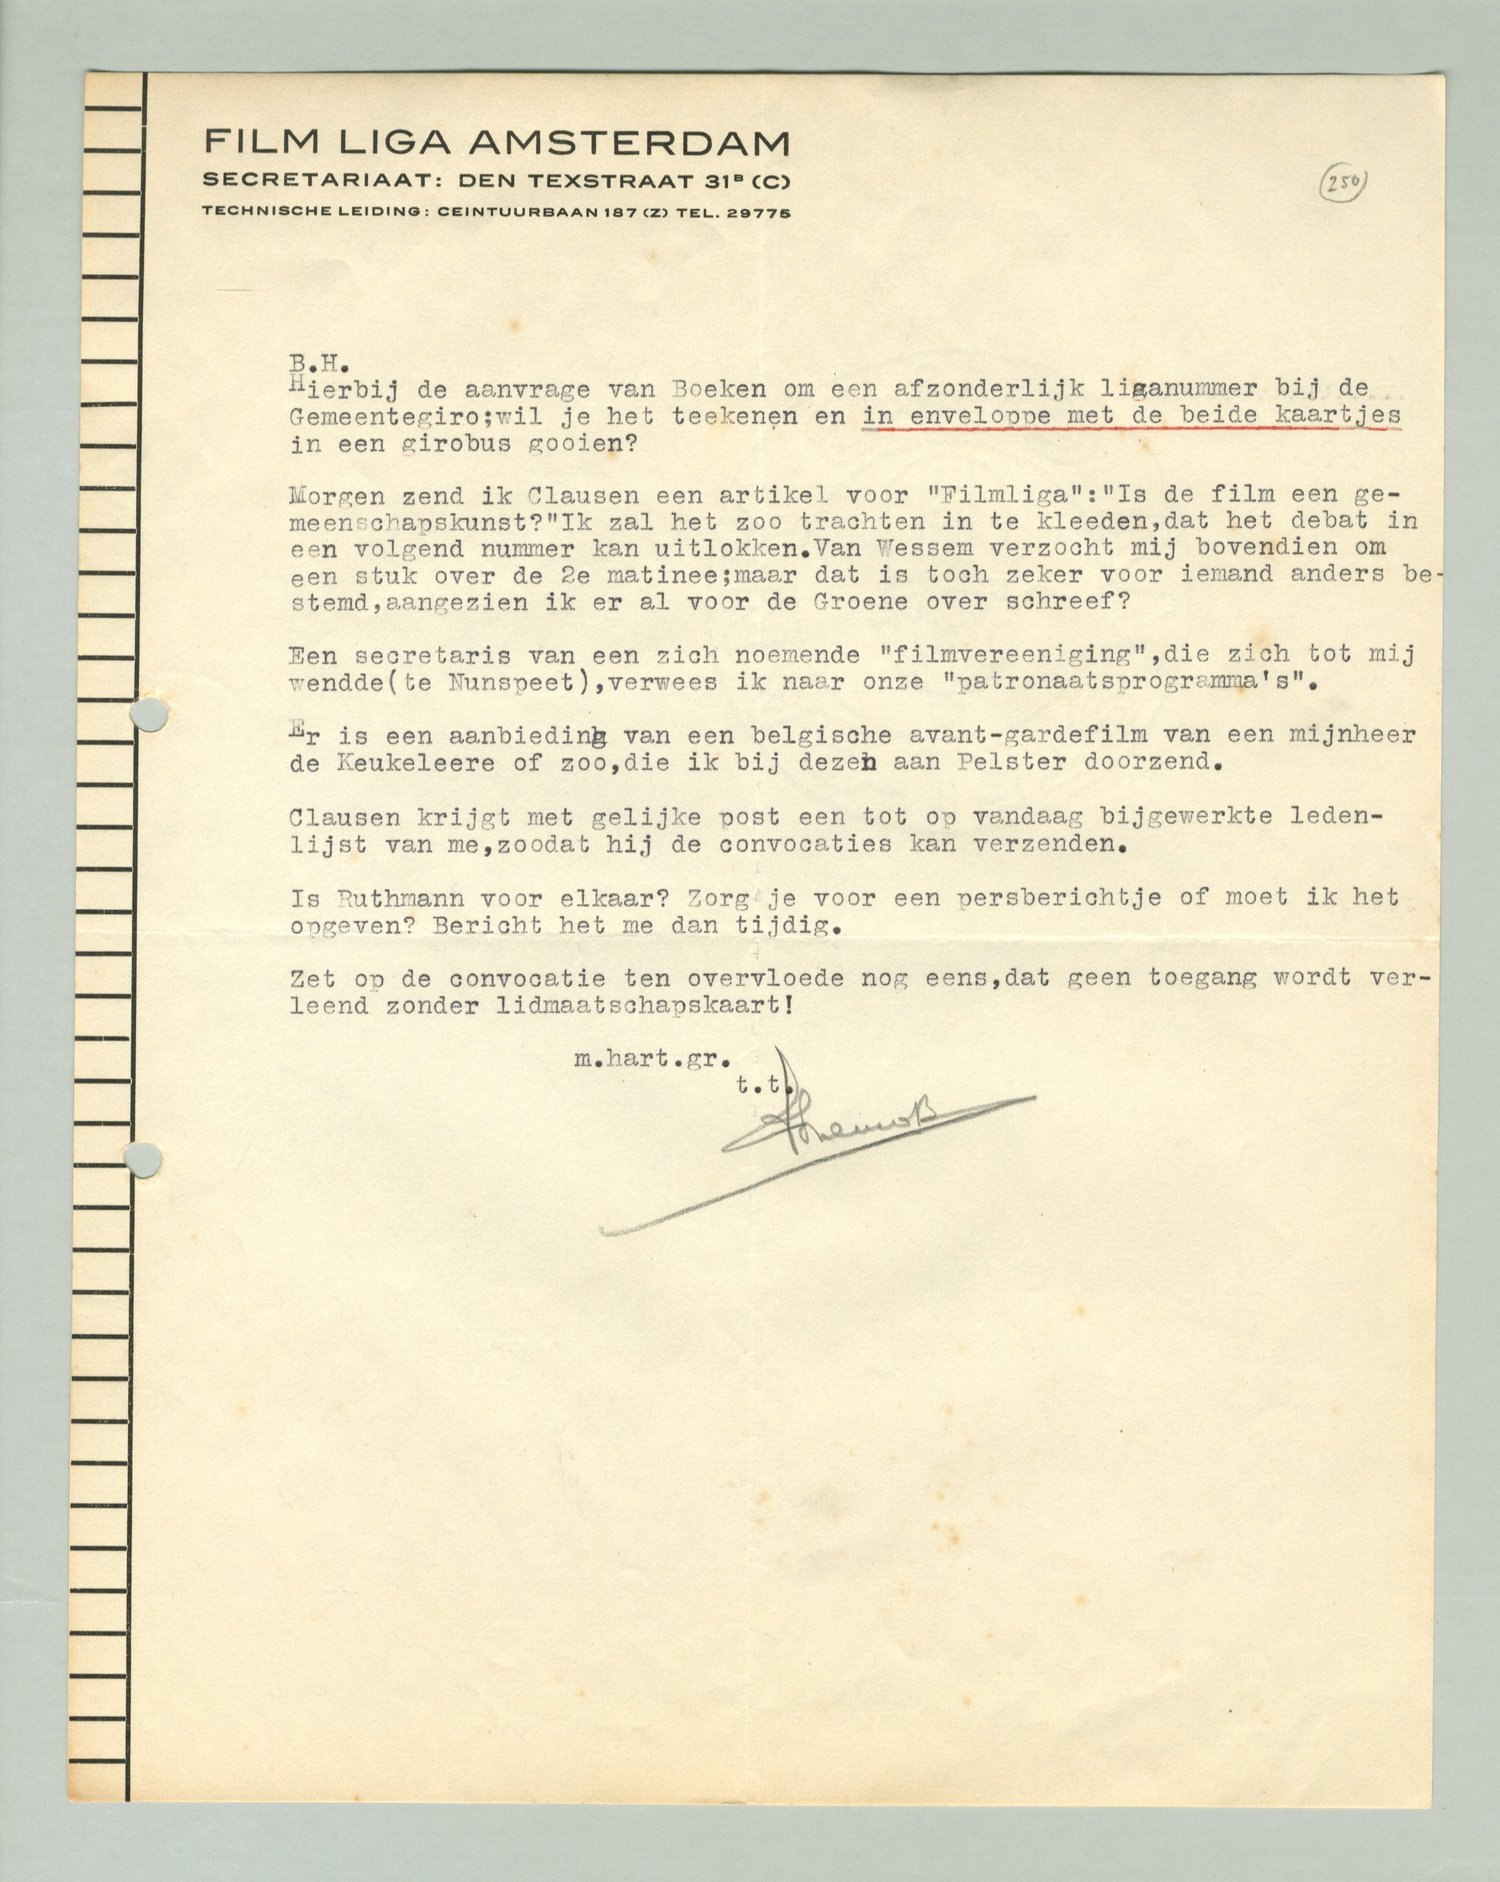 FILM LIGA AMSTERDAM
SECRETARIAAT: DEN TEXSTRAAT 31ᴮ (C)
TECHNISCHE LEIDING: CEINTUURBAAN 187 (Z) TEL. 29775
250
B.H.
Hierbij de aanvrage van Boeken om een afzonderlijk liganummer bij de
Gemeentegiro;wil je het teekenen en in enveloppe met de beide kaartjes
in een girobus gooien?
Morgen zend ik Clausen een artikel voor "Filmliga":"Is de film een ge-
meenschapskunst?"Ik zal het zoo trachten in te kleeden,dat het debat in
een volgend nummer kan uitlokken.Van Wessem verzocht mij bovendien om
een stuk over de 2e matinee;maar dat is toch zeker voor iemand anders be-
stemd,aangezien ik er al voor de Groene over schreef?
Een secretaris van een zich noemende "filmvereeniging",die zich tot mij
wendde(te Nunspeet),verwees ik naar onze "patronaatsprogramma's".
Er is een aanbieding van een belgische avant-gardefilm van een mijnheer
de Keukeleere of zoo,die ik bij dezen aan Pelster doorzend.
Clausen krijgt met gelijke post een tot op vandaag bijgewerkte leden-
lijst van me,zoodat hij de convocaties kan verzenden.
Is Ruthmann voor elkaar? Zorg je voor een persberichtje of moet ik het
opgeven? Bericht het me dan tijdig.
Zet op de convocatie ten overvloede nog eens,dat geen toegang wordt ver-
leend zonder lidmaatschapskaart!
m.hart.gr.
t.t.